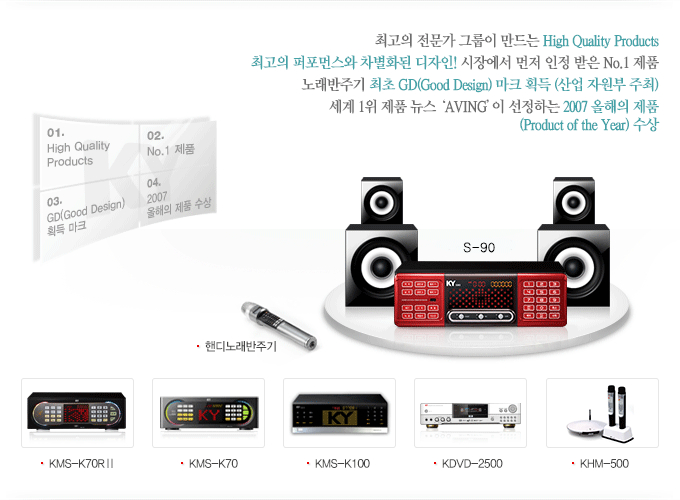 최고의 전문가 그룹이 만드는 High Quality Products
최고의 퍼포먼스와 차별화된 디자인! 시장에서 먼저 인정 받은 No.1 제품
노래반주기 최초 GD(Good Design) 마크 획득 (산업 자원부 주최)
세계 1위 제품 뉴스 ‘AVING’ 이 선정하는 2007 올해의 제품
(Product of the Year) 수상
01.
High Quality
Products
02.
No.1 제품
03.
GD(Good Design)
획득 마크
04.
2007
올해의 제품 수상
KY
S-90
KY
· 핸디노래반주기
KY
KY
· KMS-K70RⅡ
· KMS-K70
· KMS-K100
· KDVD-2500
· KHM-500